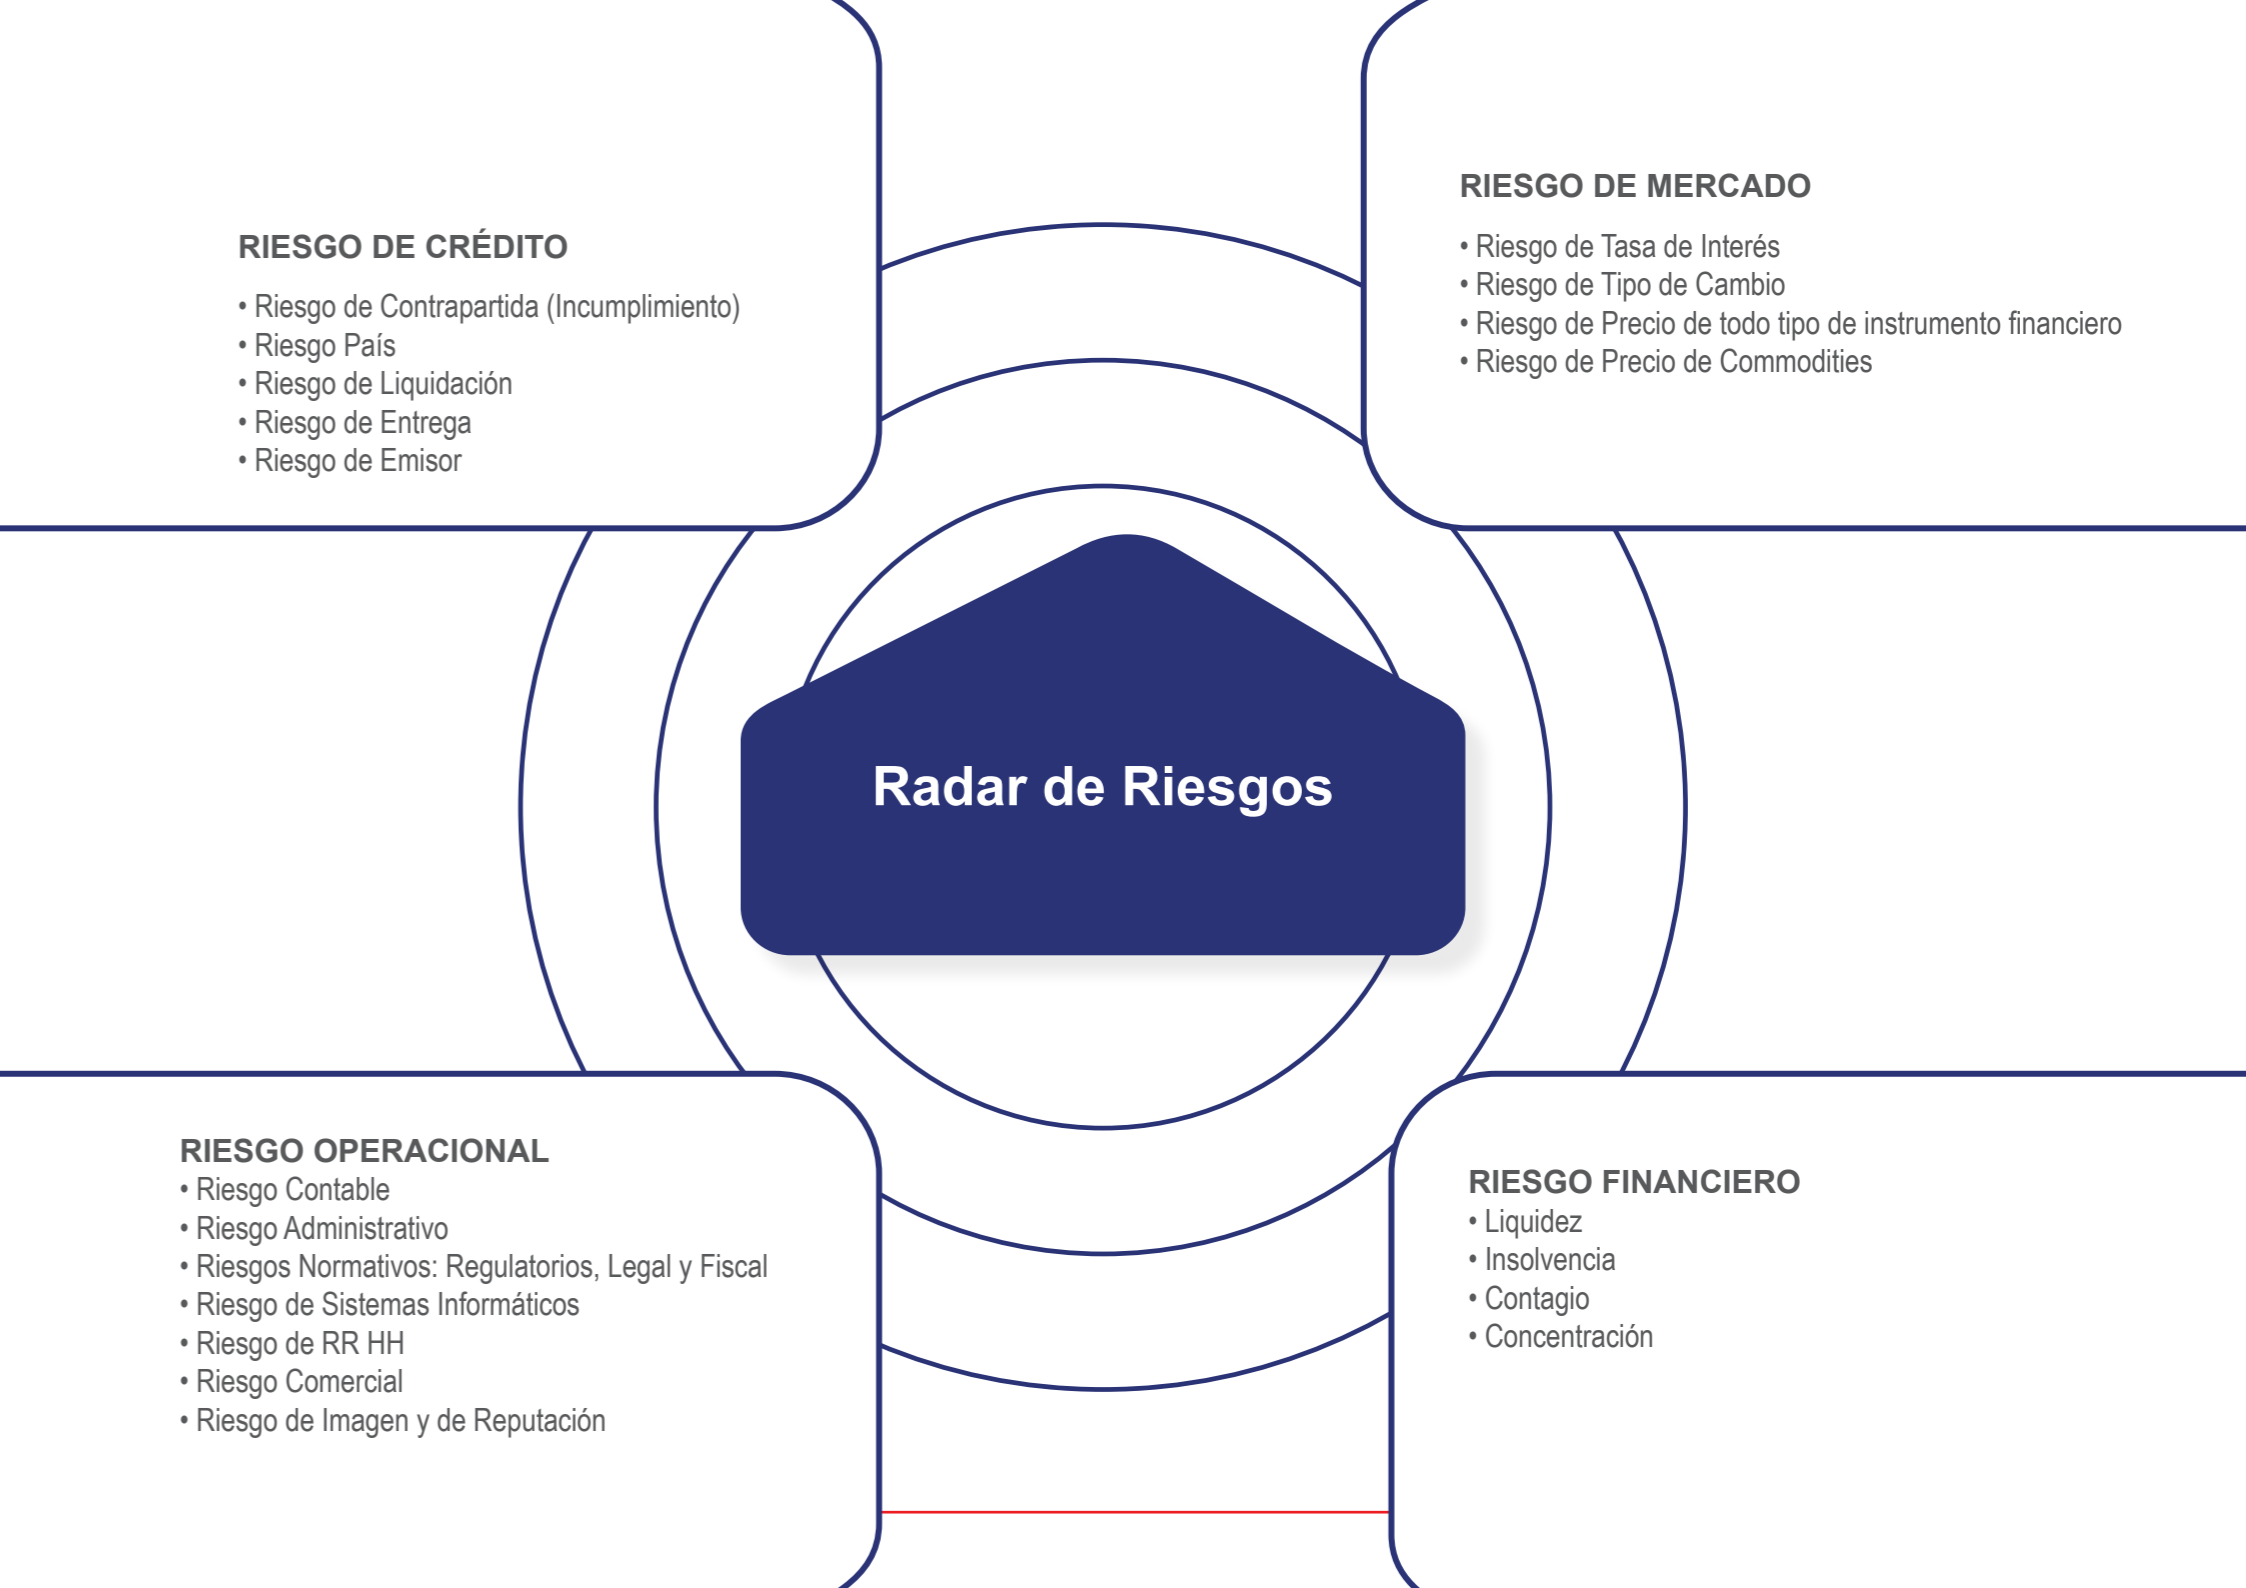 RIESGO DE CRÉDITO
• Riesgo de Contrapartida (Incumplimiento)
• Riesgo País
• Riesgo de Liquidación
• Riesgo de Entrega
• Riesgo de Emisor
RIESGO DE MERCADO
• Riesgo de Tasa de Interés
• Riesgo de Tipo de Cambio
• Riesgo de Precio de todo tipo de instrumento financiero
• Riesgo de Precio de Commodities
Radar de Riesgos
RIESGO OPERACIONAL
• Riesgo Contable
• Riesgo Administrativo
• Riesgos Normativos: Regulatorios, Legal y Fiscal
• Riesgo de Sistemas Informáticos
• Riesgo de RR HH
• Riesgo Comercial
• Riesgo de Imagen y de Reputación
RIESGO FINANCIERO
• Liquidez
• Insolvencia
• Contagio
• Concentración